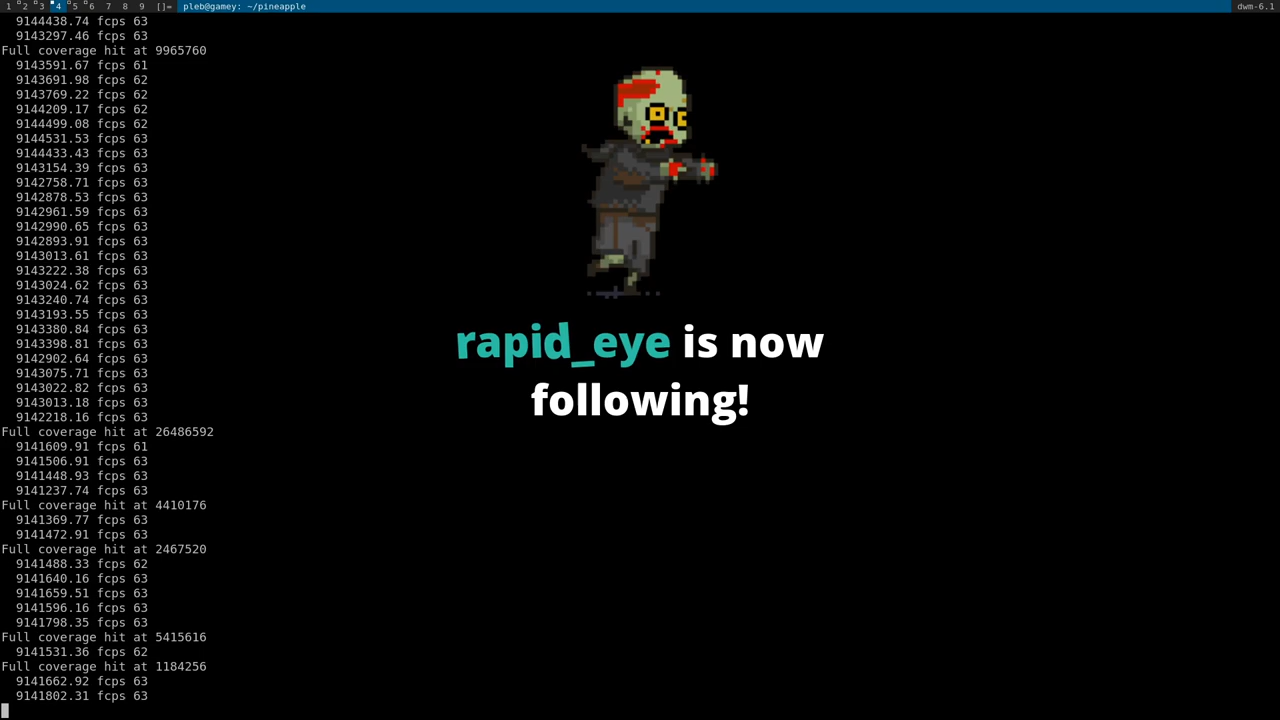 1 2 3 4 5 6 7 8 9 []= pleb@gamey: ~/pineapple dwm-6.1
9144438.74 fcps 63
9143297.46 fcps 63
Full coverage hit at 9965760
9143591.67 fcps 61
9143691.98 fcps 62
9143769.22 fcps 62
9144209.17 fcps 62
9144499.08 fcps 62
9144531.53 fcps 63
9144433.43 fcps 63
9143154.39 fcps 63
9142758.71 fcps 63
9142878.53 fcps 63
9142961.59 fcps 63
9142990.65 fcps 63
9142893.91 fcps 63
9143013.61 fcps 63
9143222.38 fcps 63
9143024.62 fcps 63
9143240.74 fcps 63
9143193.55 fcps 63
9143380.84 fcps 63
9143398.81 fcps 63
9142902.64 fcps 63
9143075.71 fcps 63
9143022.82 fcps 63
9143013.18 fcps 63
9142218.16 fcps 63
Full coverage hit at 26486592
9141609.91 fcps 61
9141506.91 fcps 63
9141448.93 fcps 63
9141237.74 fcps 63
Full coverage hit at 4410176
9141369.77 fcps 63
9141472.91 fcps 63
Full coverage hit at 2467520
9141488.33 fcps 62
9141640.16 fcps 63
9141659.51 fcps 63
9141596.16 fcps 63
9141798.35 fcps 63
Full coverage hit at 5415616
9141531.36 fcps 62
Full coverage hit at 1184256
9141662.92 fcps 63
9141802.31 fcps 63
rapid_eye is now
following!